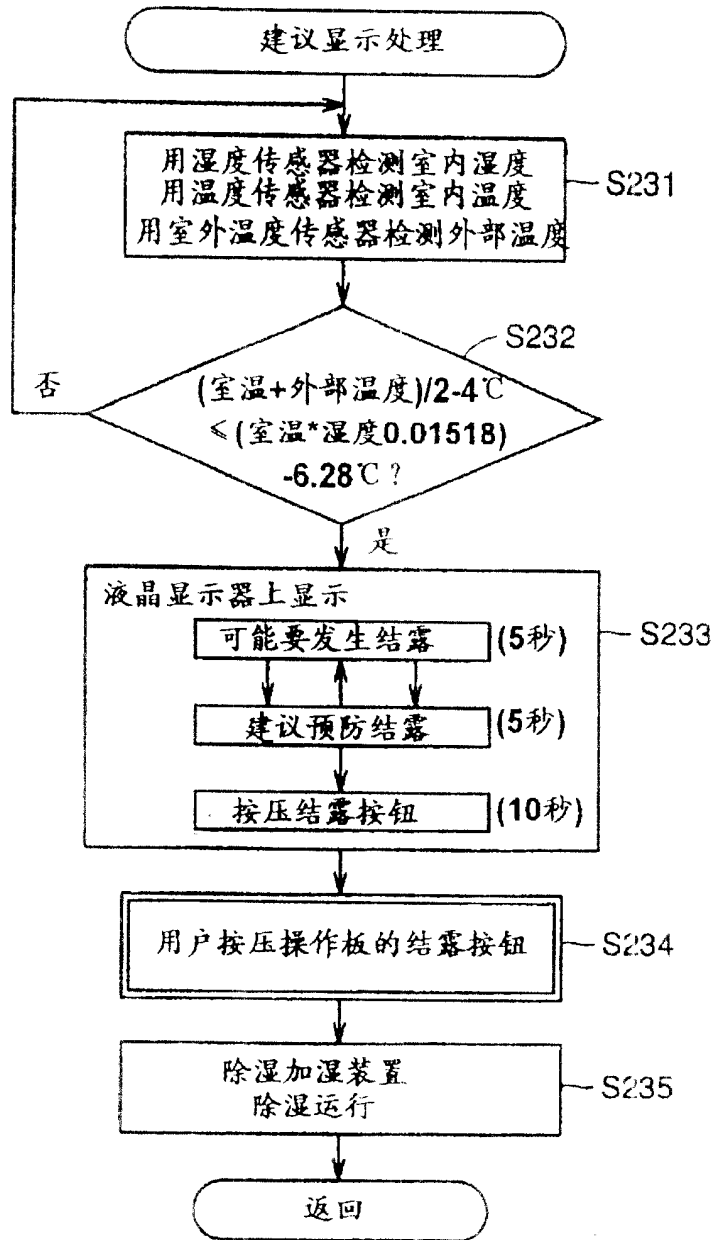 建议显示处理
用湿度传感器检测室内湿度
用温度传感器检测室内温度
用室外温度传感器检测外部温度
S231
S232
否
(室温+外部温度)/2-4℃
≤(室温*湿度0.01518)
-6.28℃?
是
液晶显示器上显示
可能要发生结露
(5秒)
S233
建议预防结露
(5秒)
按压结露按钮
(10秒)
用户按压操作板的结露按钮
S234
除湿加湿装置
除湿运行
S235
返回